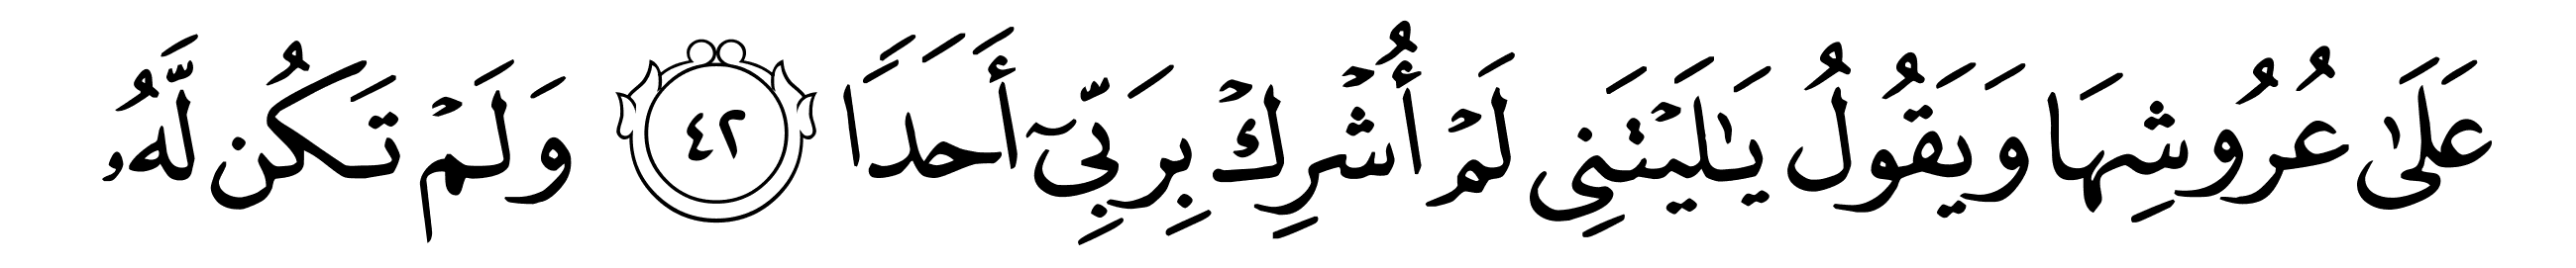 عَلَىٰ عُرُوشِهَا وَيَقُولُ يَٰلَيۡتَنِي لَمۡ أُشۡرِكۡ بِرَبِّيٓ أَحَدٗا ٤٢ وَلَمۡ تَكُن لَّهُۥ